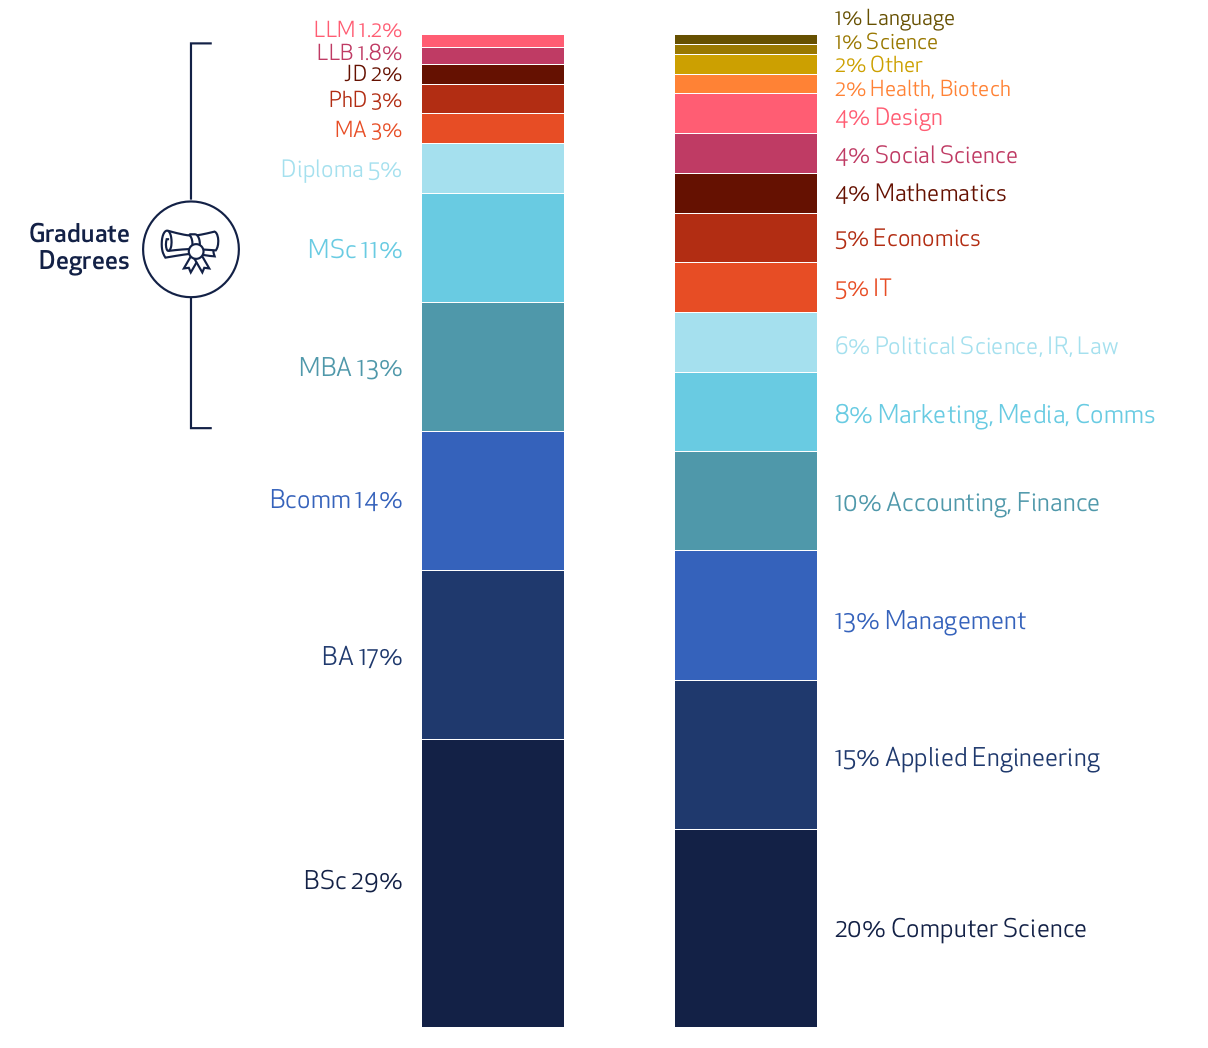 Graduate
Degrees
LLM 1.2%
LLB 1.8%
JD 2%
PhD 3%
MA 3%
Diploma 5%
MSc 11%
MBA 13%
Bcomm 14%
BA 17%
BSc 29%
1% Language
1% Science
2% Other
2% Health, Biotech
4% Design
4% Social Science
4% Mathematics
5% Economics
5% IT
6% Political Science, IR, Law
8% Marketing, Media, Comms
10% Accounting, Finance
13% Management
15% Applied Engineering
20% Computer Science